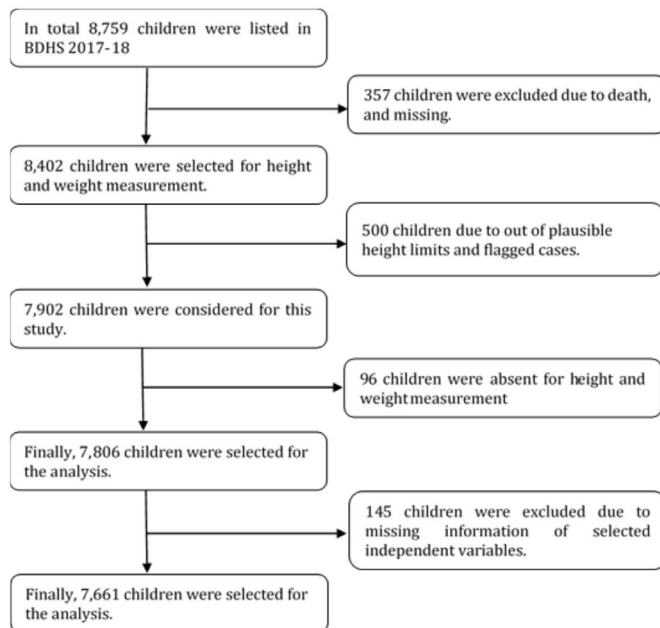 In total 8,759 children were listed in
BDHS 2017-18
357 children were excluded due to death,
and missing.
8,402 children were selected for height
and weight measurement.
500 children due to out of plausible
height limits and flagged cases.
7,902 children were considered for this
study.
96 children were absent for height and
weight measurement
Finally, 7,806 children were selected for
the analysis.
145 children were excluded due to
missing information of selected
independent variables.
Finally, 7,661 children were selected for
the analysis.